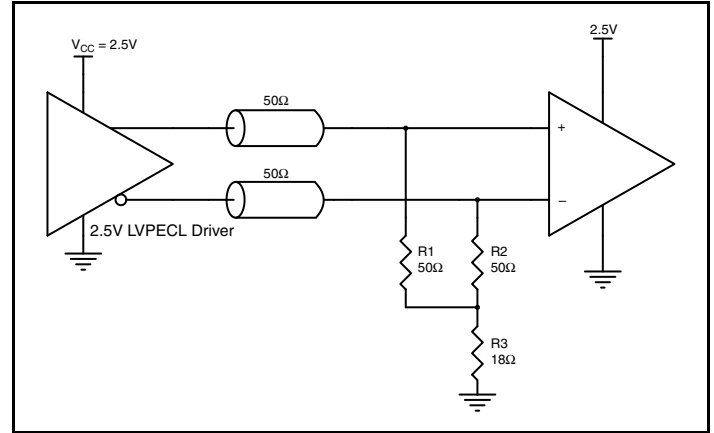 V_CC = 2.5V
2.5V
50Ω
+
50Ω
–
2.5V LVPECL Driver
R1
50Ω
R2
50Ω
R3
18Ω